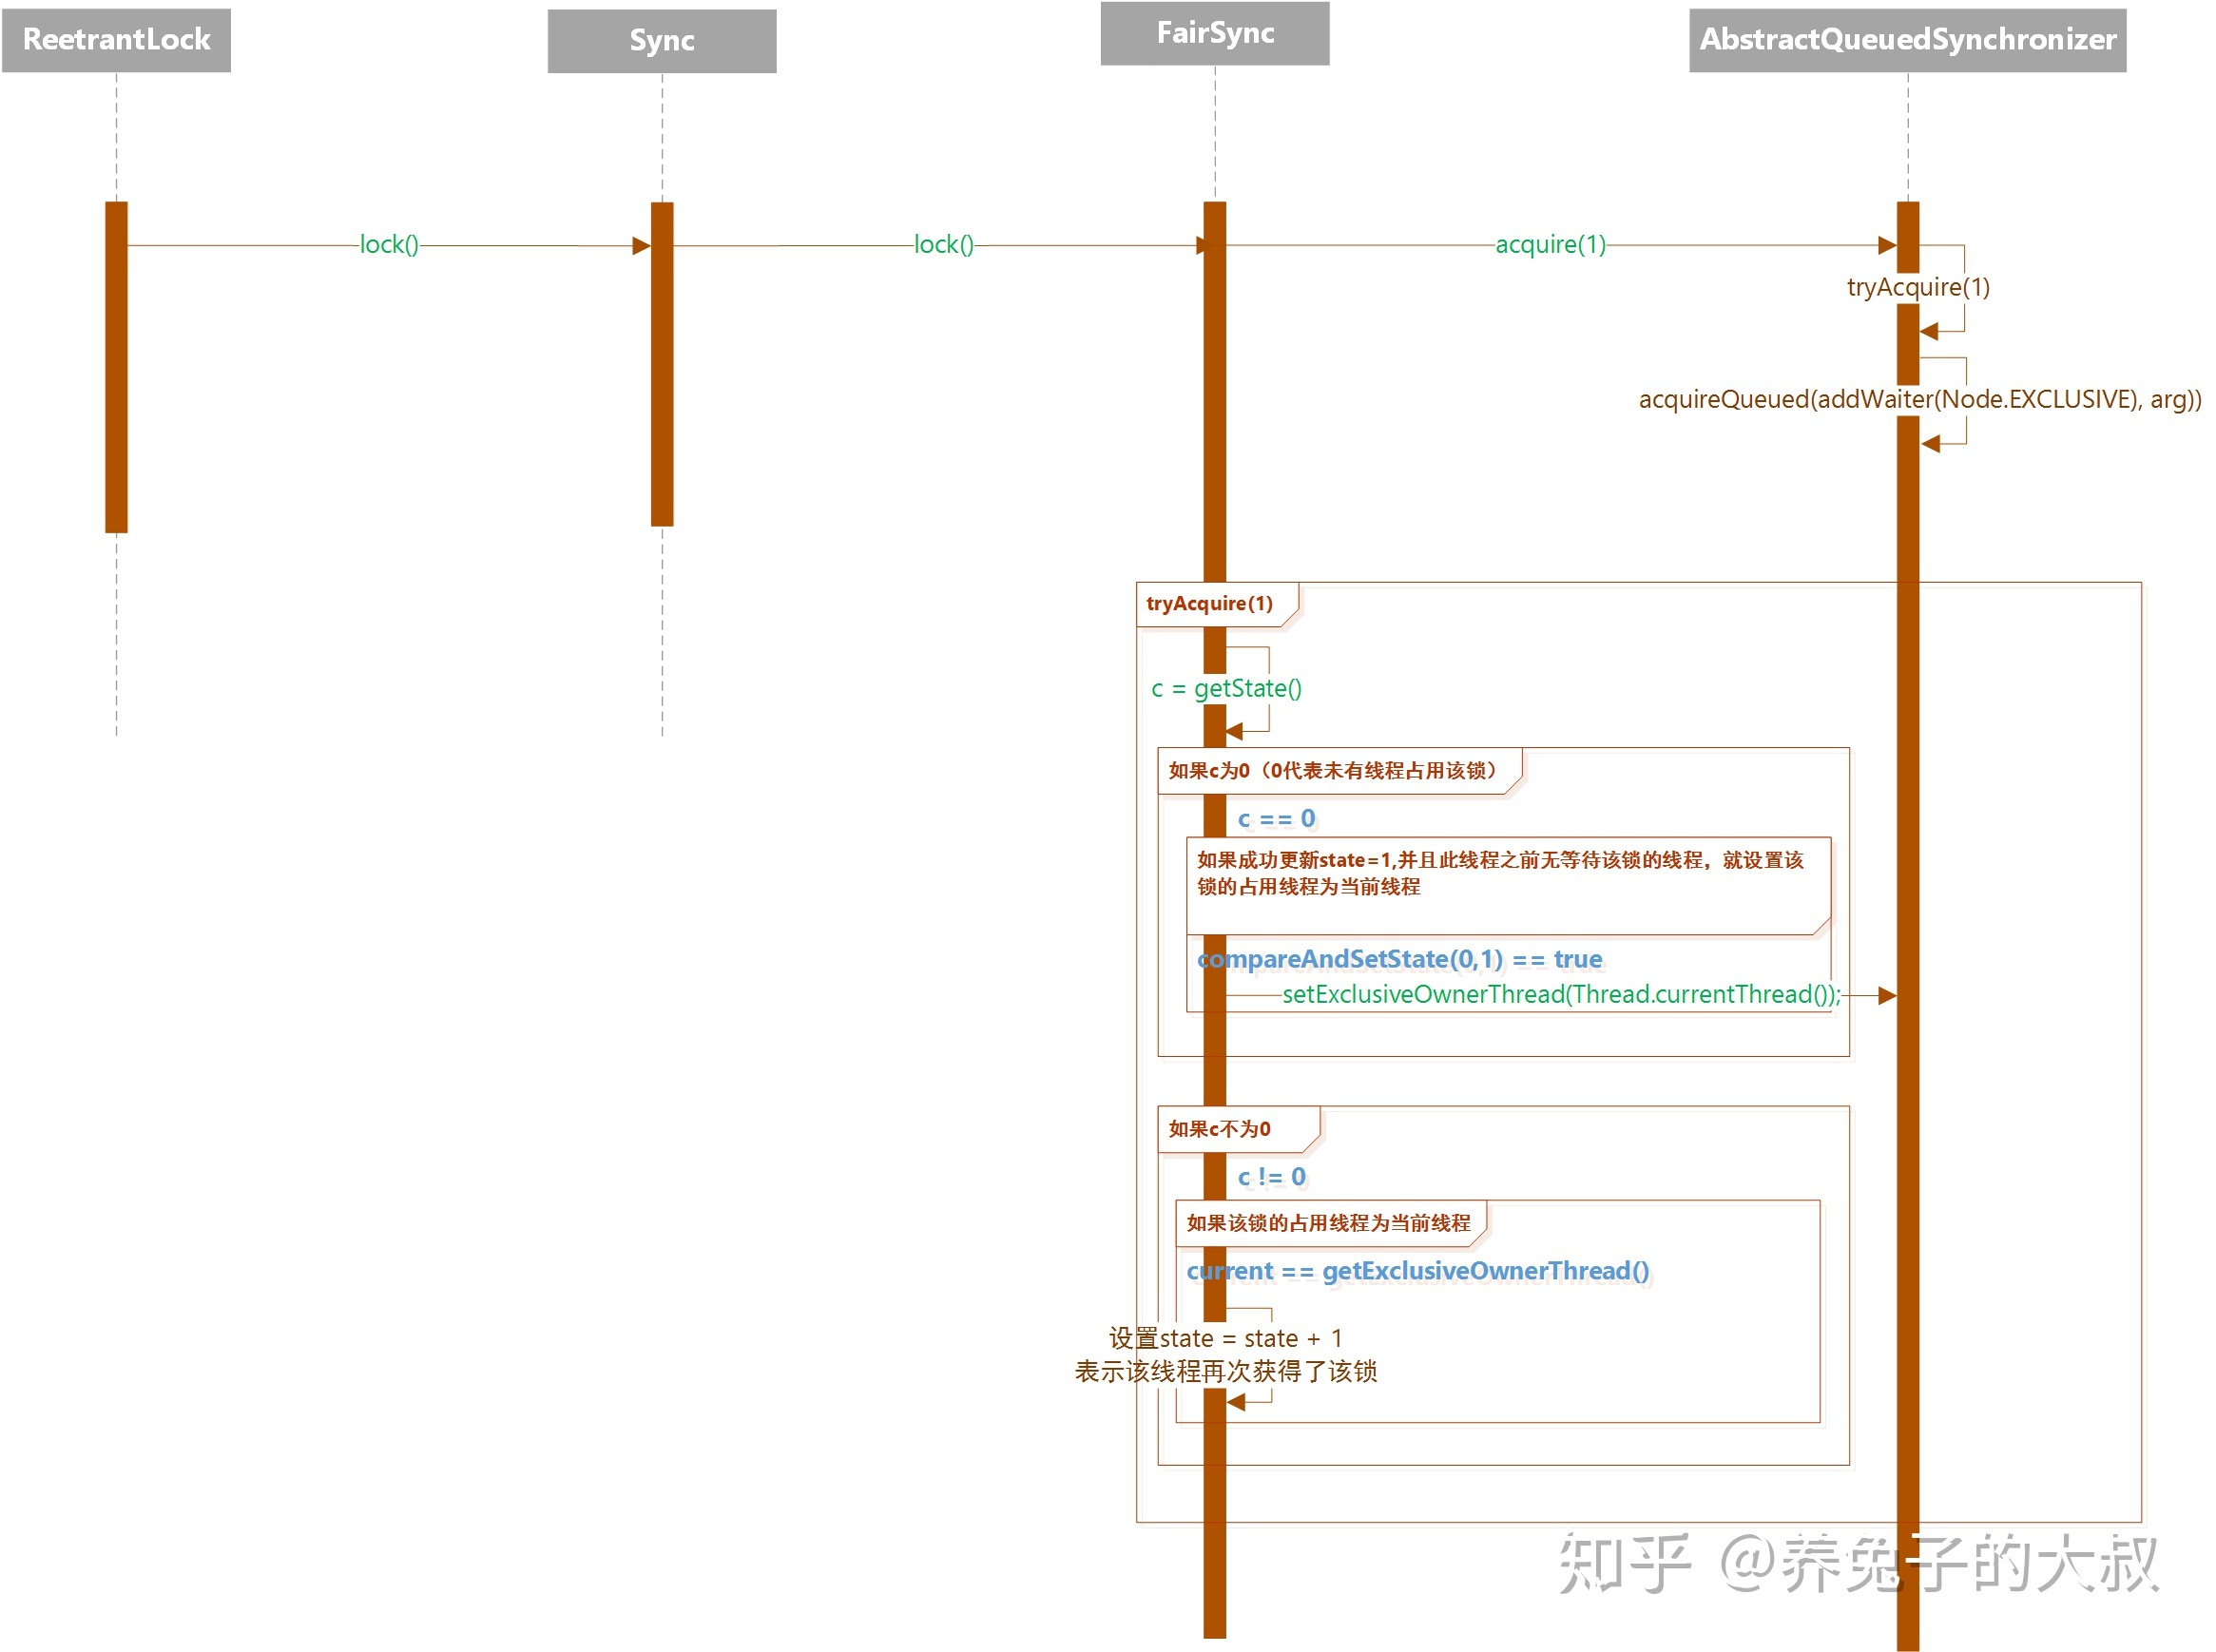 ReetrantLock
Sync
FairSync
AbstractQueuedSynchronizer
lock()
lock()
acquire(1)
tryAcquire(1)
acquireQueued(addWaiter(Node.EXCLUSIVE), arg))
tryAcquire(1)
c = getState()
如果c为0（0代表未有线程占用该锁）
c == 0
如果成功更新state=1,并且此线程之前无等待该锁的线程，就设置该
锁的占用线程为当前线程
compareAndSetState(0,1) == true
setExclusiveOwnerThread(Thread.currentThread());
如果c不为0
c != 0
如果该锁的占用线程为当前线程
current == getExclusiveOwnerThread()
设置state = state + 1
表示该线程再次获得了该锁
知乎 @养兔子的大叔